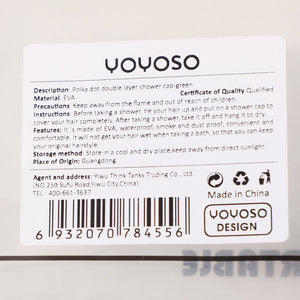 YOYOSO
Description: Polka dot double layer shower cap-green
Material: EVA Certificate of Quality Qualified
Precautions: Keep away from the flame and out of reach of children.
Instructions: Before taking a shower, tie your hair up and put on a shower cap to
cover your hair completely. After taking a shower, take it down and hang it to dry.
Features: It is made of EVA, waterproof, smoke and dust proof, convenient and
comfortable. It will not get your hair wet when taking a bath, so that you can keep
your original hairstyle.
Storage method: Store in a cool and dry place,keep away from direct sunlight.
Place of Origin: Guangdong
Agent and assistant: Yiwu Think Tanks Trading Co., Ltd.
(NO.259 Sufu Road,Yiwu City,China)
TEL : 400-661-3637
Made in China
6 932070 784556
YOYOSO
DESIGN